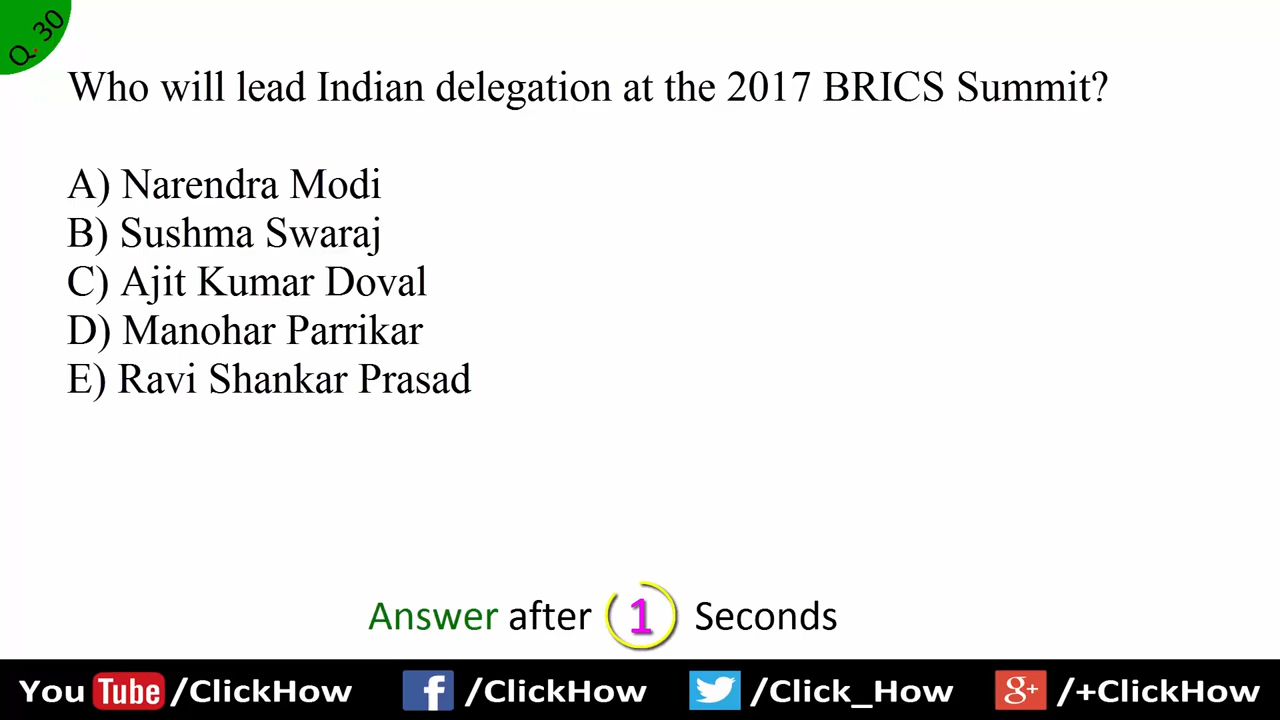 Q. 30
Who will lead Indian delegation at the 2017 BRICS Summit?
A) Narendra Modi
B) Sushma Swaraj
C) Ajit Kumar Doval
D) Manohar Parrikar
E) Ravi Shankar Prasad
Answer after 1 Seconds
You Tube /ClickHow f /ClickHow /Click_How g+ /+ClickHow